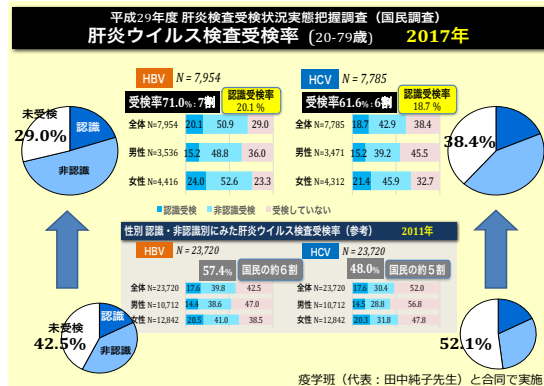 平成29年度 肝炎検査受検状況実態把握調査（国民調査）
肝炎ウイルス検査受検率 (20-79歳) 2017年
HBV N = 7,954
受検率71.0%:7割
認識受検率
20.1 %
全体 N=7,954 20.1 50.9 29.0
男性 N=3,536 15.2 48.8 36.0
女性 N=4,416 24.0 52.6 23.3
HCV N = 7,785
受検率61.6%:6割
認識受検率
18.7 %
全体 N=7,785 18.7 42.9 38.4
男性 N=3,471 15.2 39.2 45.5
女性 N=4,312 21.4 45.9 32.7
未受検
29.0%
認識
非認識
38.4%
認識受検 非認識受検 受検していない
性別 認識・非認識別にみた肝炎ウイルス検査受検率（参考） 2011年
HBV N = 23,720
57.4% 国民の約6割
全体 N=23,720 17.6 39.8 42.5
男性 N=10,712 14.4 38.6 47.0
女性 N=12,842 20.5 41.0 38.5
HCV N = 23,720
48.0% 国民の約5割
全体 N=23,720 17.6 30.4 52.0
男性 N=10,712 14.5 28.8 56.8
女性 N=12,842 20.3 31.8 47.8
未受検
42.5%
認識
非認識
52.1%
疫学班（代表：田中純子先生）と合同で実施